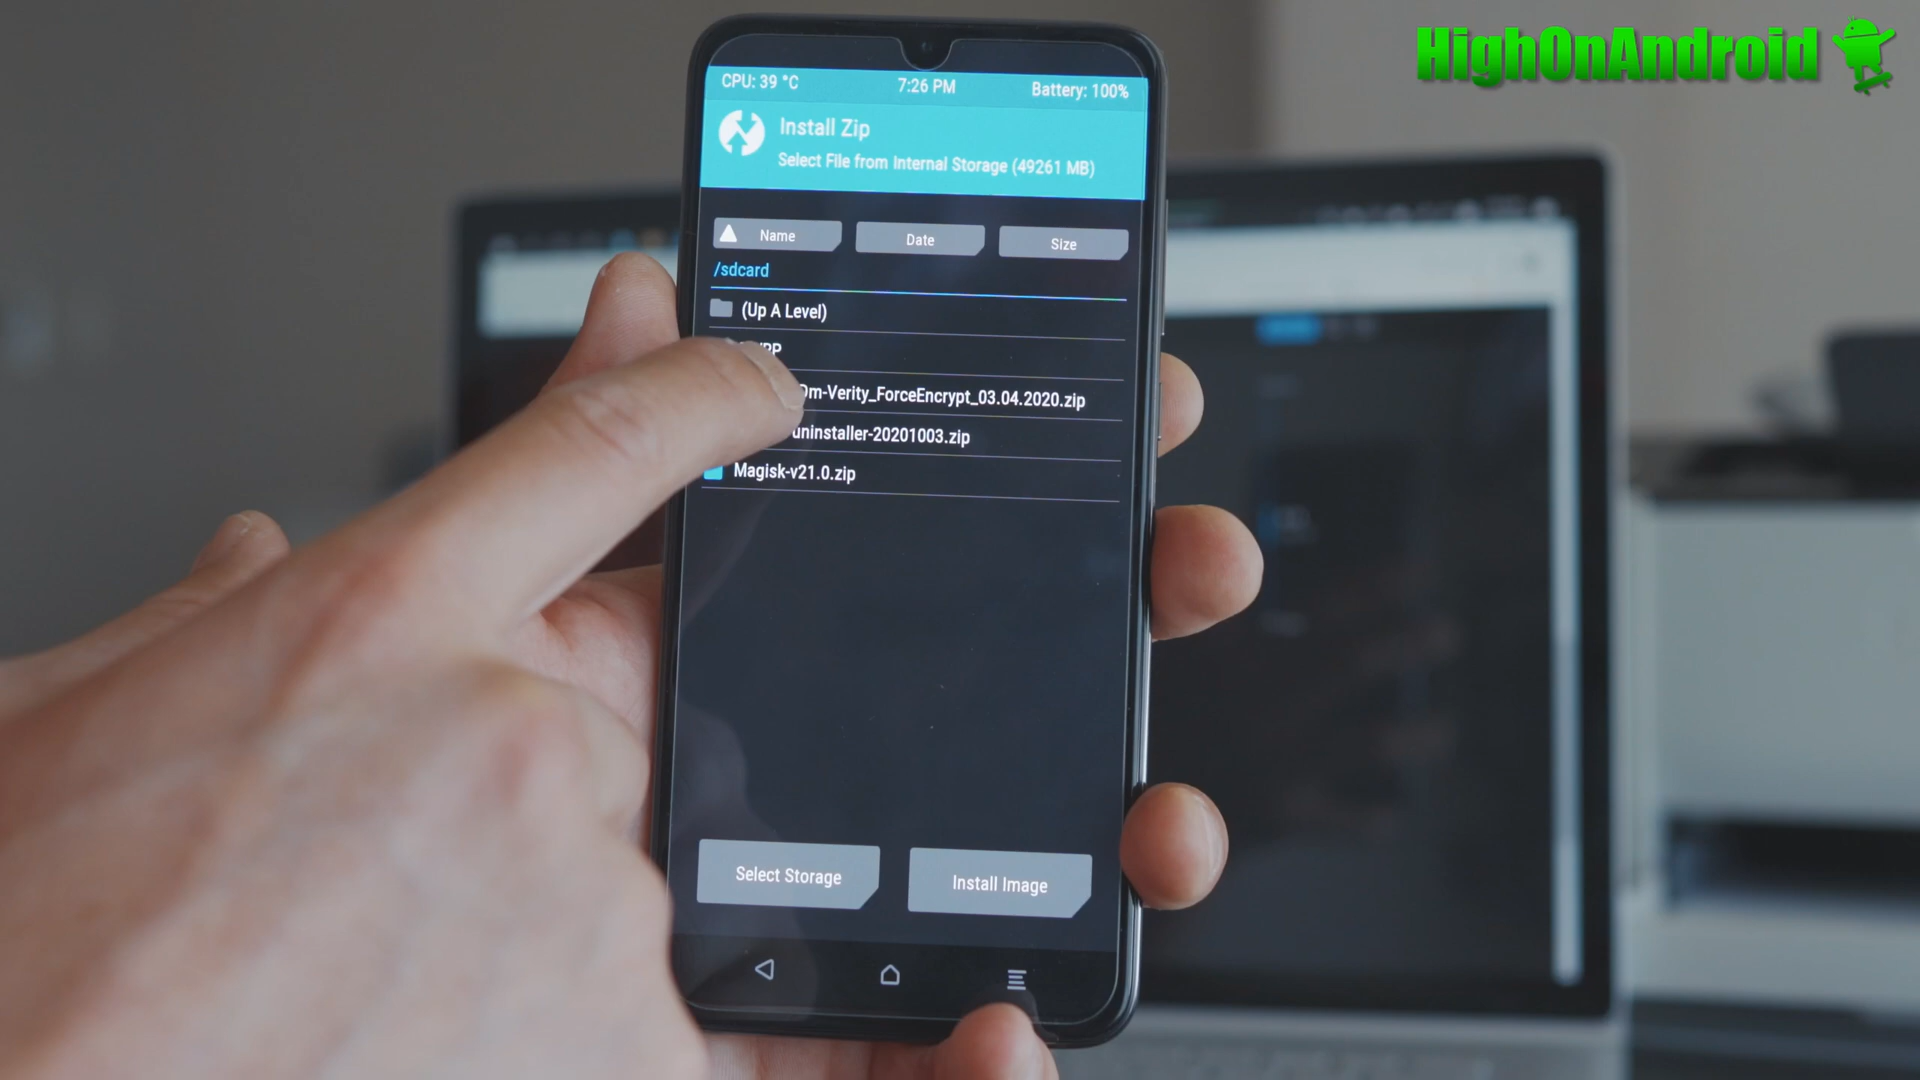 HighOnAndroid
CPU: 39 °C 7:26 PM Battery: 100%
Install Zip
Select File from Internal Storage (49261 MB)
Name Date Size
/sdcard
(Up A Level)
Dm-Verity_ForceEncrypt_03.04.2020.zip
uninstaller-20201003.zip
Magisk-v21.0.zip
Select Storage Install Image